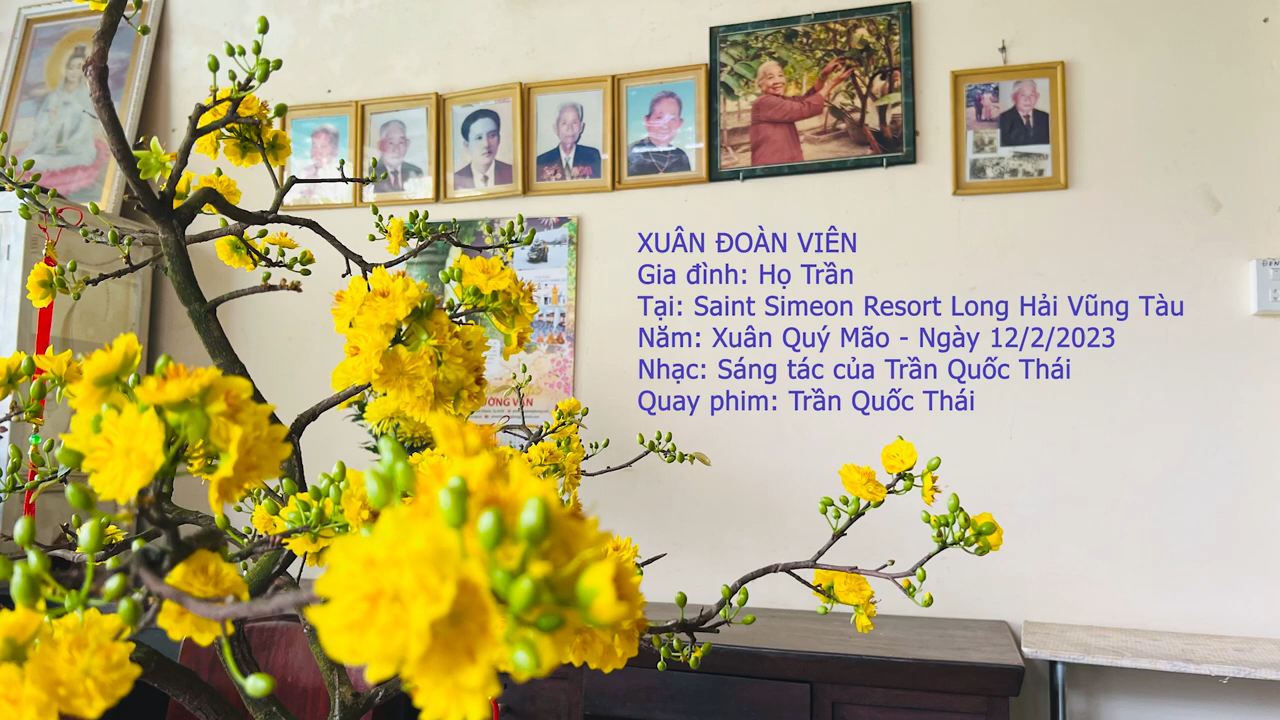 XUÂN ĐOÀN VIÊN
Gia đình: Họ Trần
Tại: Saint Simeon Resort Long Hải Vũng Tàu
Năm: Xuân Quý Mão - Ngày 12/2/2023
Nhạc: Sáng tác của Trần Quốc Thái
Quay phim: Trần Quốc Thái